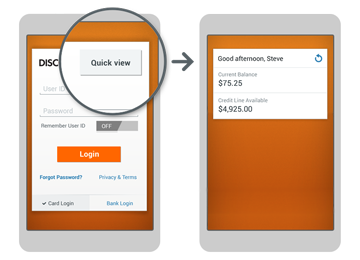 DISC
Quick view
User ID
Password
Remember User ID
OFF
Login
Forgot Password?
Privacy & Terms
✓ Card Login
Bank Login
Good afternoon, Steve
Current Balance
$75.25
Credit Line Available
$4,925.00